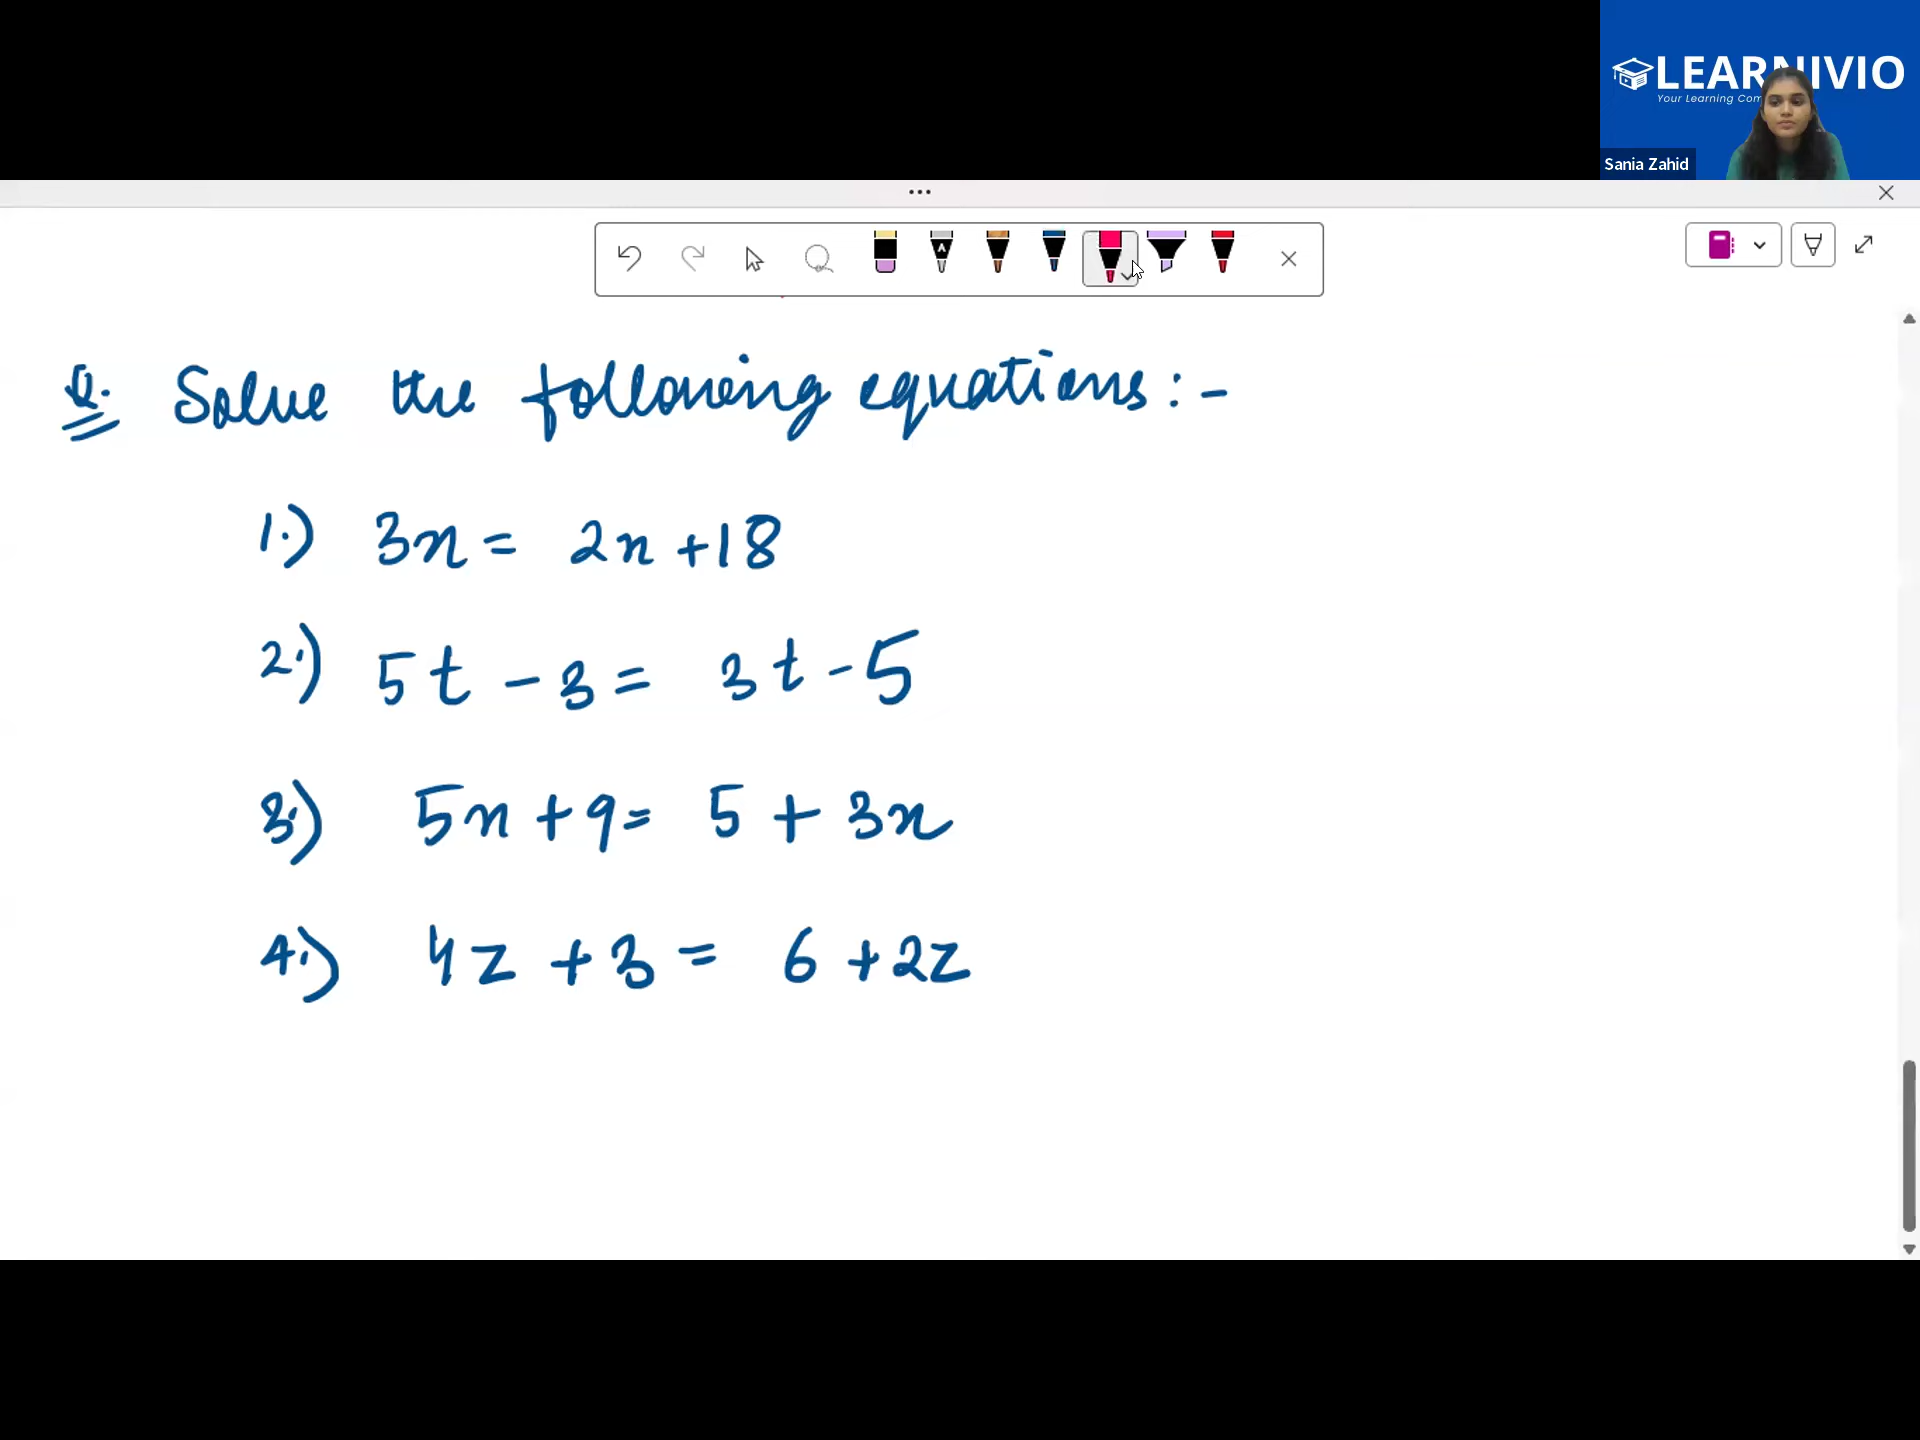 LEARNIVIO
Your Learning Com
Sania Zahid
Q. Solve the following equations:-
1.) 3x = 2x + 18
2.) 5t - 3 = 3t - 5
3.) 5x + 9 = 5 + 3x
4.) 4z + 3 = 6 + 2z